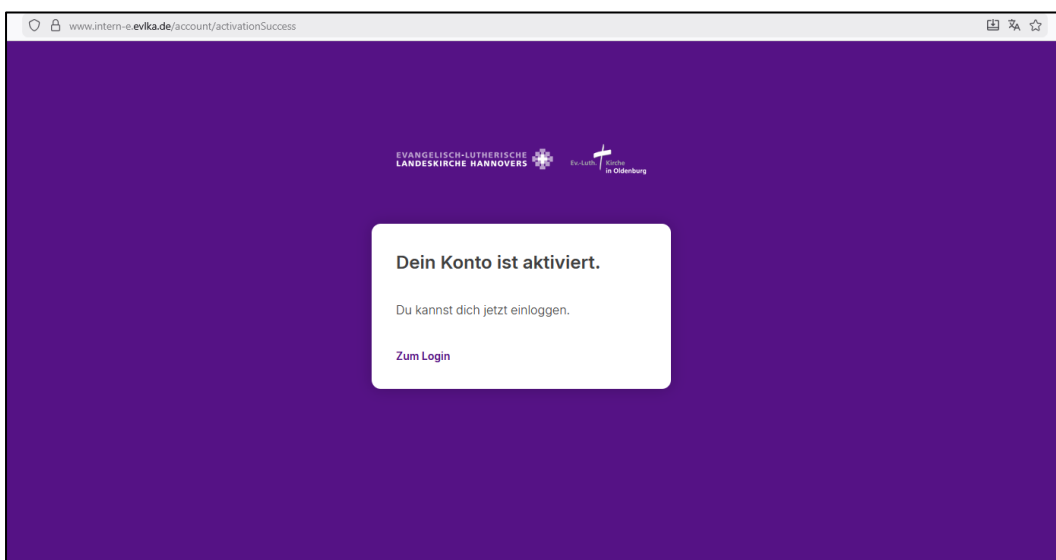 www.intern-e.evlka.de/account/activationSuccess
EVANGELISCH-LUTHERISCHE
LANDESKIRCHE HANNOVERS
Ev.-Luth. Kirche
in Oldenburg
Dein Konto ist aktiviert.
Du kannst dich jetzt einloggen.
Zum Login